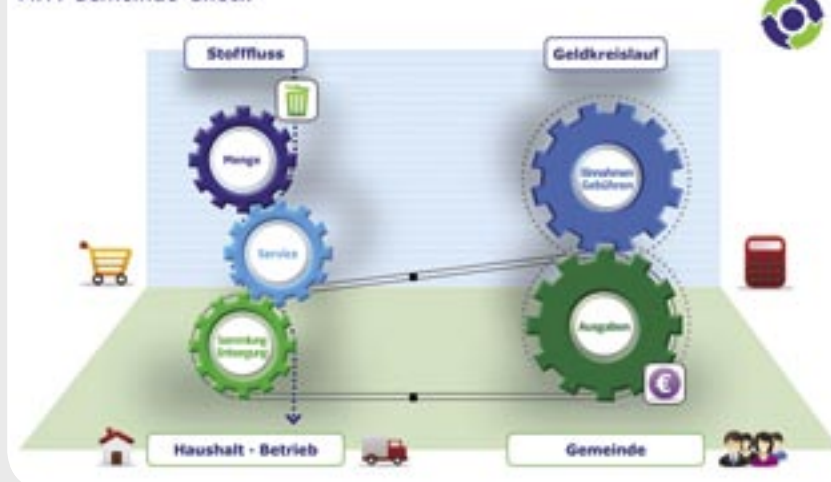 Stofffluss
Geldkreislauf
Menge
Einnahmen
Gebühren
Service
Sammlung
Entsorgung
Ausgaben
€
Haushalt - Betrieb
Gemeinde